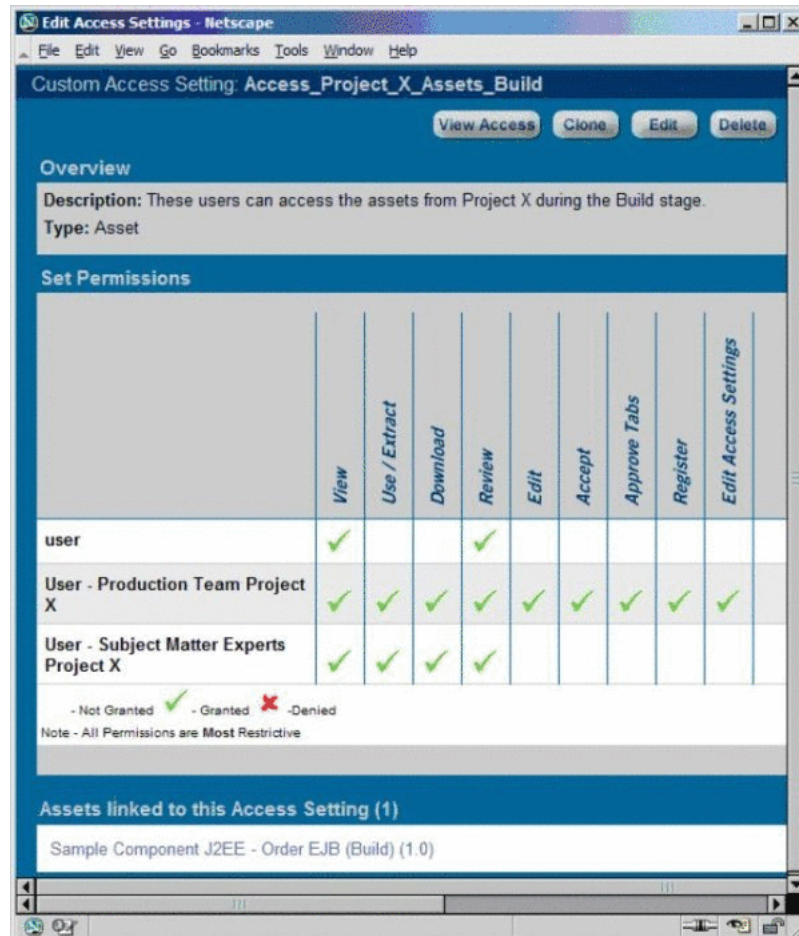 Edit Access Settings - Netscape
File Edit View Go Bookmarks Tools Window Help
Custom Access Setting: Access_Project_X_Assets_Build
View Access Clone Edit Delete
Overview
Description: These users can access the assets from Project X during the Build stage.
Type: Asset
Set Permissions
View Use / Extract Download Review Edit Accept Approve Tabs Register Edit Access Settings
user
User - Production Team Project
X
User - Subject Matter Experts
Project X
- Not Granted - Granted -Denied
Note - All Permissions are Most Restrictive
Assets linked to this Access Setting (1)
Sample Component J2EE - Order EJB (Build) (1.0)